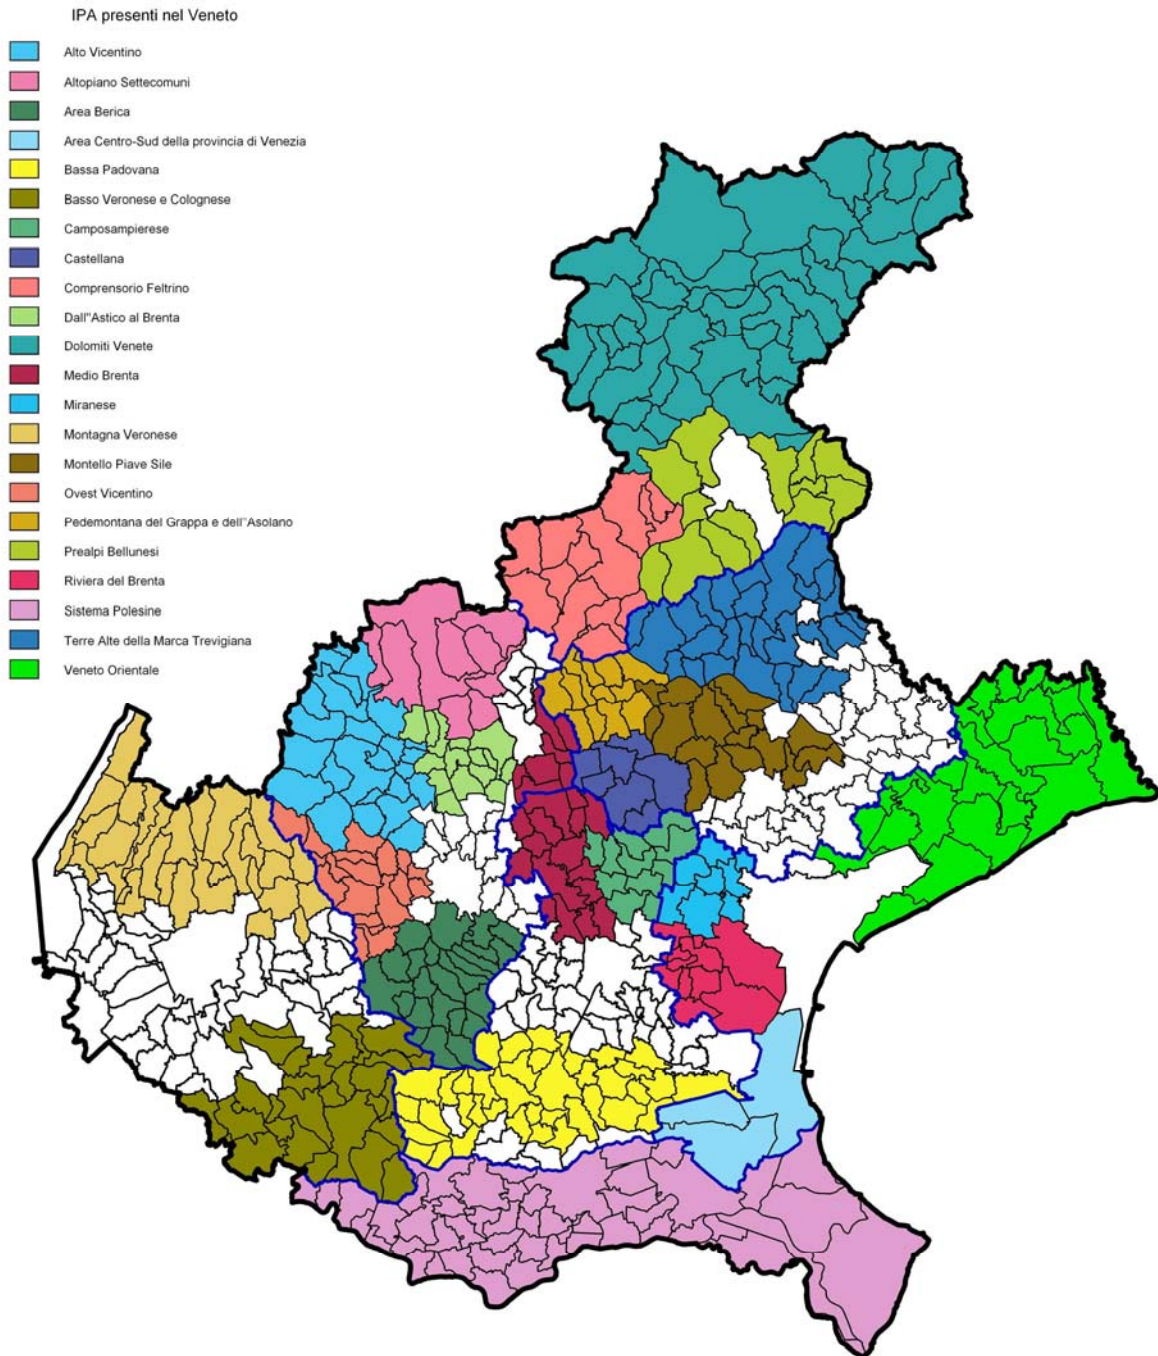 IPA presenti nel Veneto
Alto Vicentino
Altopiano Settecomuni
Area Berica
Area Centro-Sud della provincia di Venezia
Bassa Padovana
Basso Veronese e Colognese
Camposampierese
Castellana
Comprensorio Feltrino
Dall"Astico al Brenta
Dolomiti Venete
Medio Brenta
Miranese
Montagna Veronese
Montello Piave Sile
Ovest Vicentino
Pedemontana del Grappa e dell"Asolano
Prealpi Bellunesi
Riviera del Brenta
Sistema Polesine
Terre Alte della Marca Trevigiana
Veneto Orientale